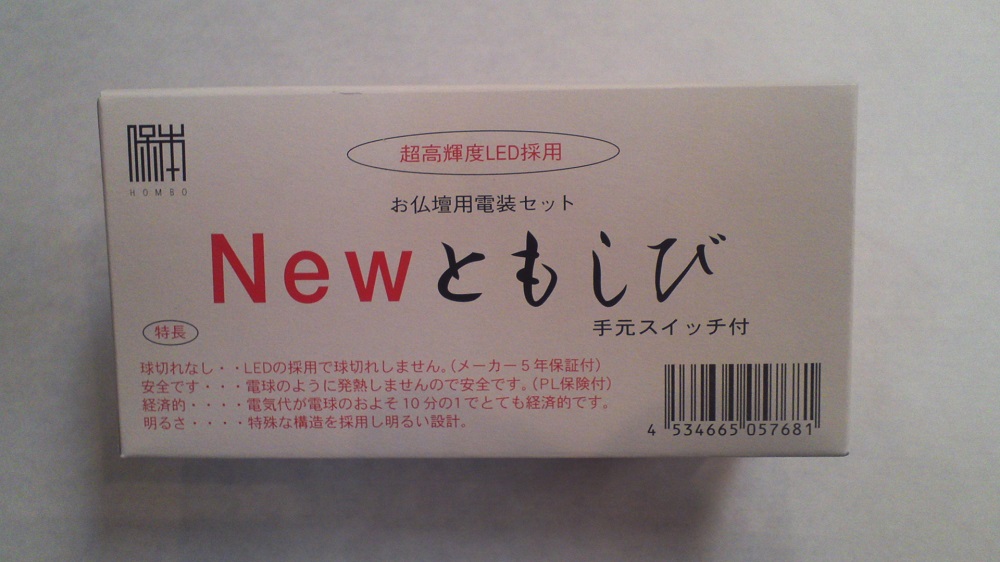 保本
HOMBO
超高輝度LED採用
お仏壇用電装セット
Newともしび
手元スイッチ付
特長
球切れなし・・LEDの採用で球切れしません。(メーカー5年保証付)
安全です・・・電球のように発熱しませんので安全です。(PL保険付)
経済的・・・・電気代が電球のおよそ10分の1でとても経済的です。
明るさ・・・・特殊な構造を採用し明るい設計。
4 534665 057681